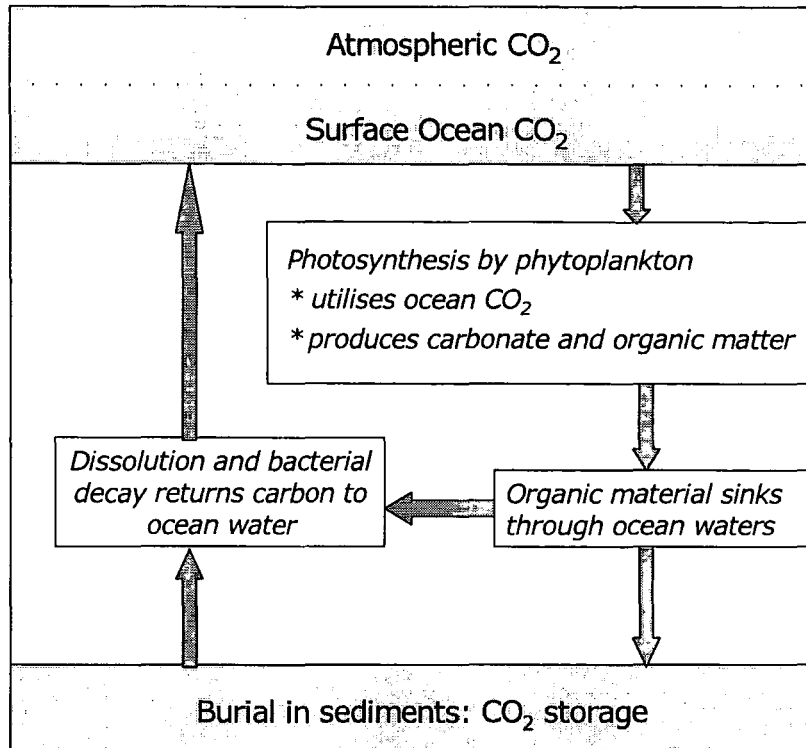 Atmospheric CO₂
Surface Ocean CO₂
Photosynthesis by phytoplankton
* utilises ocean CO₂
* produces carbonate and organic matter
Dissolution and bacterial
decay returns carbon to
ocean water
Organic material sinks
through ocean waters
Burial in sediments: CO₂ storage